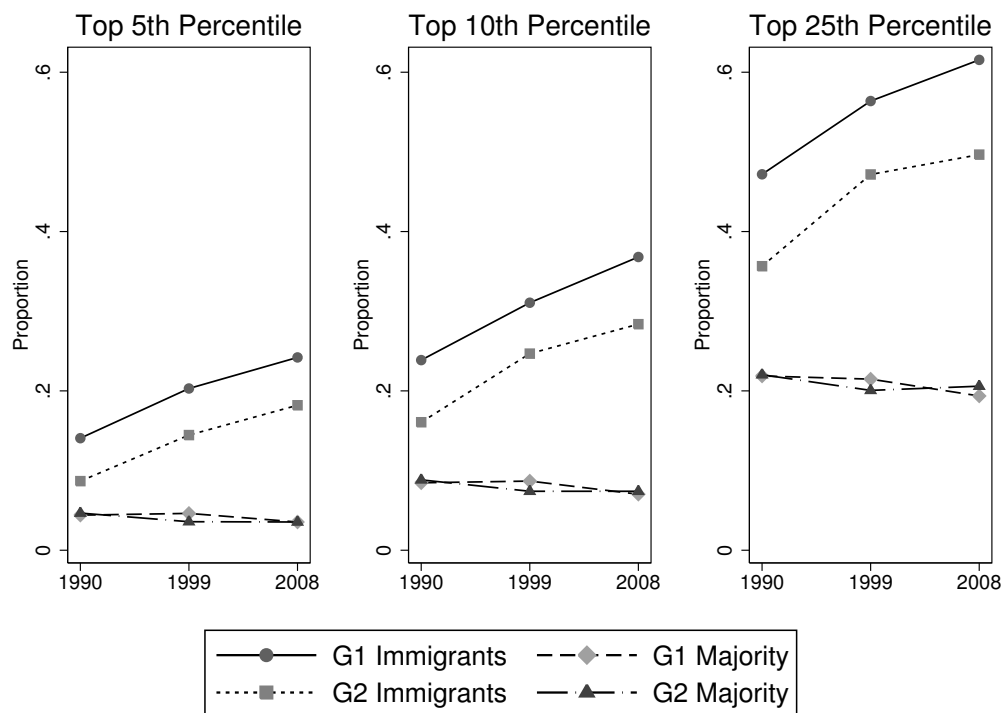 Top 5th Percentile
Proportion
0
.2
.4
.6
1990 1999 2008
Top 10th Percentile
Proportion
0
.2
.4
.6
1990 1999 2008
Top 25th Percentile
Proportion
0
.2
.4
.6
1990 1999 2008
G1 Immigrants G1 Majority
G2 Immigrants G2 Majority